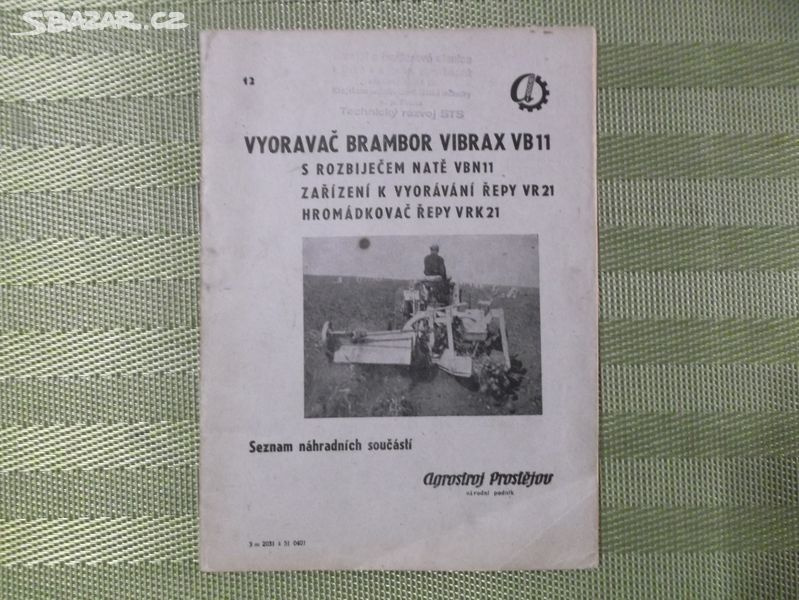 SBAZAR.CZ
12
Technický rozvoj STS
VYORAVAČ BRAMBOR VIBRAX VB11
S ROZBIJEČEM NATĚ VBN11
ZAŘÍZENÍ K VYORÁVÁNÍ ŘEPY VR21
HROMÁDKOVAČ ŘEPY VRK21
Seznam náhradních součástí
agrostroj Prostějov
národní podnik